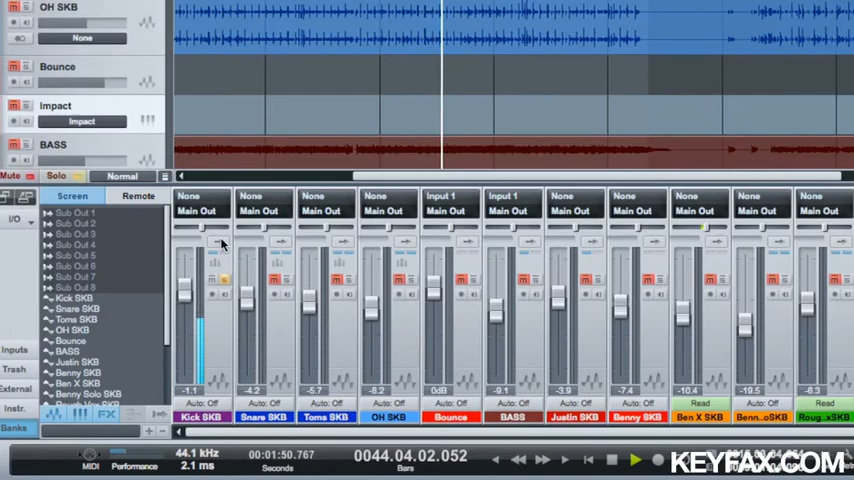 OH SKB
None
Bounce
Impact
Impact
BASS
Mute Solo Normal
Screen Remote
I/O
Sub Out 1
Sub Out 2
Sub Out 3
Sub Out 4
Sub Out 5
Sub Out 6
Sub Out 7
Sub Out 8
Kick SKB
Snare SKB
Toms SKB
OH SKB
Bounce
BASS
Justin SKB
Benny SKB
Ben X SKB
Benny Solo SKB
Inputs
Trash
External
Instr.
Banks
FX
None None None None Input 1 Input 1 None None None None None
Main Out Main Out Main Out Main Out Main Out Main Out Main Out Main Out Main Out Main Out Main Out
-1.1 -4.2 -5.7 -8.2 0dB -9.1 -3.9 -7.4 -10.4 -19.5 -6.3
Auto: Off Auto: Off Auto: Off Auto: Off Auto: Off Auto: Off Auto: Off Auto: Off Read Auto: Off Read
Kick SKB Snare SKB Toms SKB OH SKB Bounce BASS Justin SKB Benny SKB Ben X SKB Benn..oSKB Roug..xSKB
MIDI Performance
44.1 kHz
2.1 ms
00:01:50.767
Seconds
0044.04.02.052
Bars
KEYFAX.COM